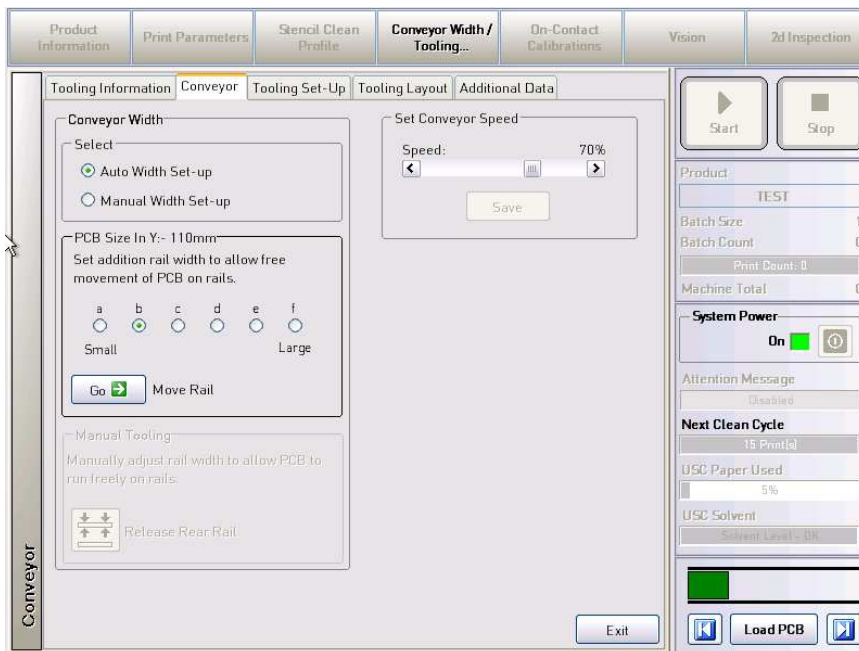 Product Information
Print Parameters
Stencil Clean Profile
Conveyor Width / Tooling...
On-Contact Calibrations
Vision
2d Inspection
Tooling Information
Conveyor
Tooling Set-Up
Tooling Layout
Additional Data
Conveyor Width
Select
Auto Width Set-up
Manual Width Set-up
PCB Size In Y:- 110mm
Set addition rail width to allow free
movement of PCB on rails.
a b c d e f
Small Large
Go Move Rail
Manual Tooling
Manually adjust rail width to allow PCB to
run freely on rails.
Release Rear Rail
Set Conveyor Speed
Speed: 70%
Save
Exit
Conveyor
Start
Stop
Product
TEST
Batch Size 1
Batch Count
Print Count: 0
Machine Total
System Power
On
Attention Message
Disabled
Next Clean Cycle
15 Print(s)
USC Paper Used
5%
USC Solvent
Solvent Level - OK
Load PCB